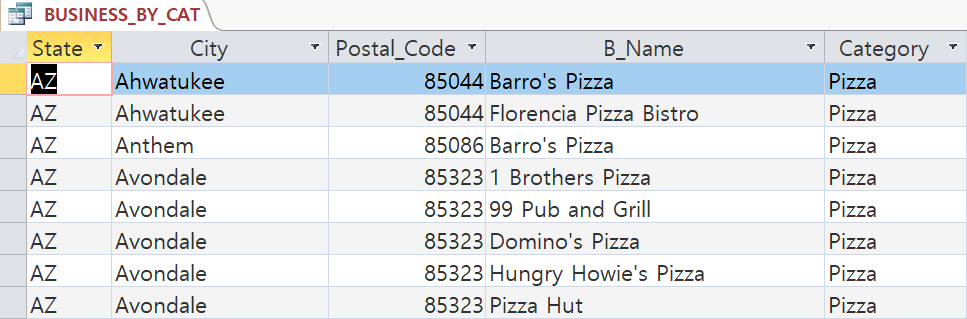 BUSINESS_BY_CAT
State City Postal_Code B_Name Category
AZ Ahwatukee 85044 Barro's Pizza Pizza
AZ Ahwatukee 85044 Florencia Pizza Bistro Pizza
AZ Anthem 85086 Barro's Pizza Pizza
AZ Avondale 85323 1 Brothers Pizza Pizza
AZ Avondale 85323 99 Pub and Grill Pizza
AZ Avondale 85323 Domino's Pizza Pizza
AZ Avondale 85323 Hungry Howie's Pizza Pizza
AZ Avondale 85323 Pizza Hut Pizza